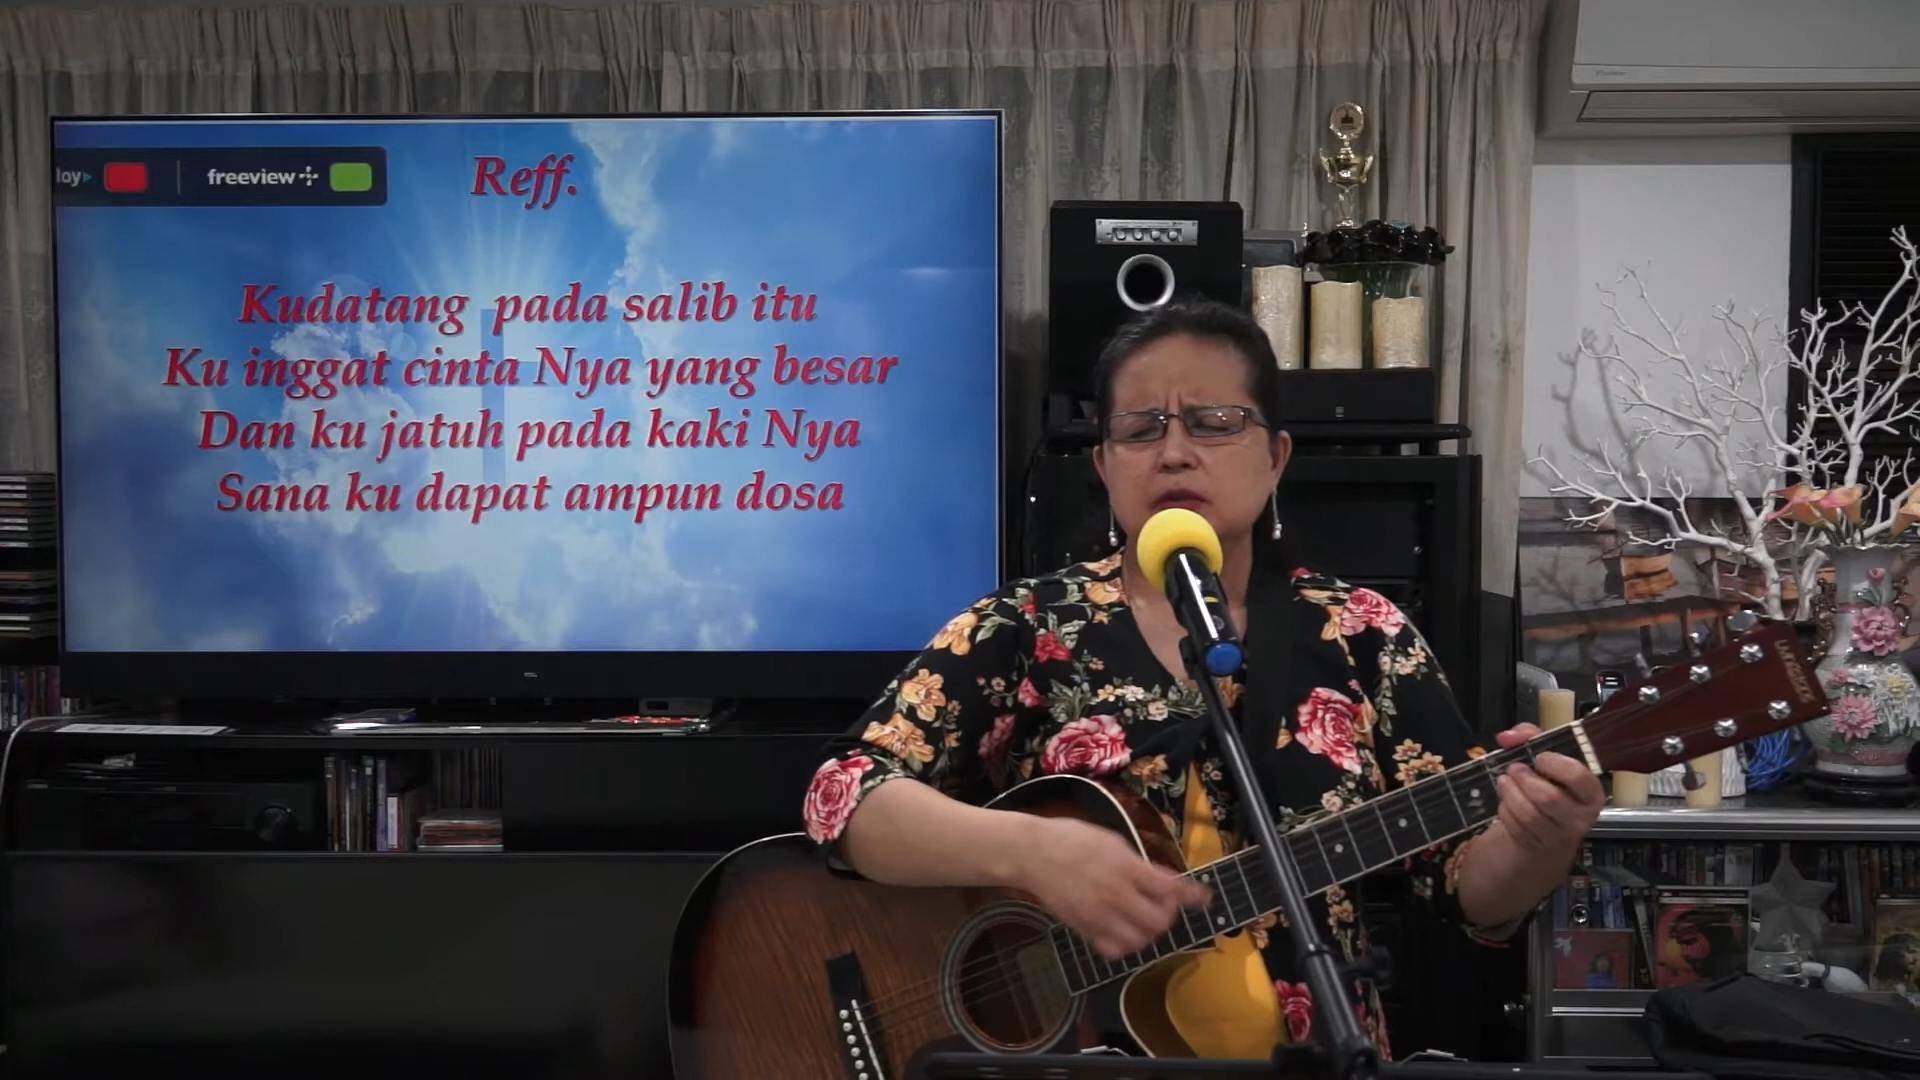 loy
freeview+
Reff.
Kudatang pada salib itu
Ku inggat cinta Nya yang besar
Dan ku jatuh pada kaki Nya
Sana ku dapat ampun dosa